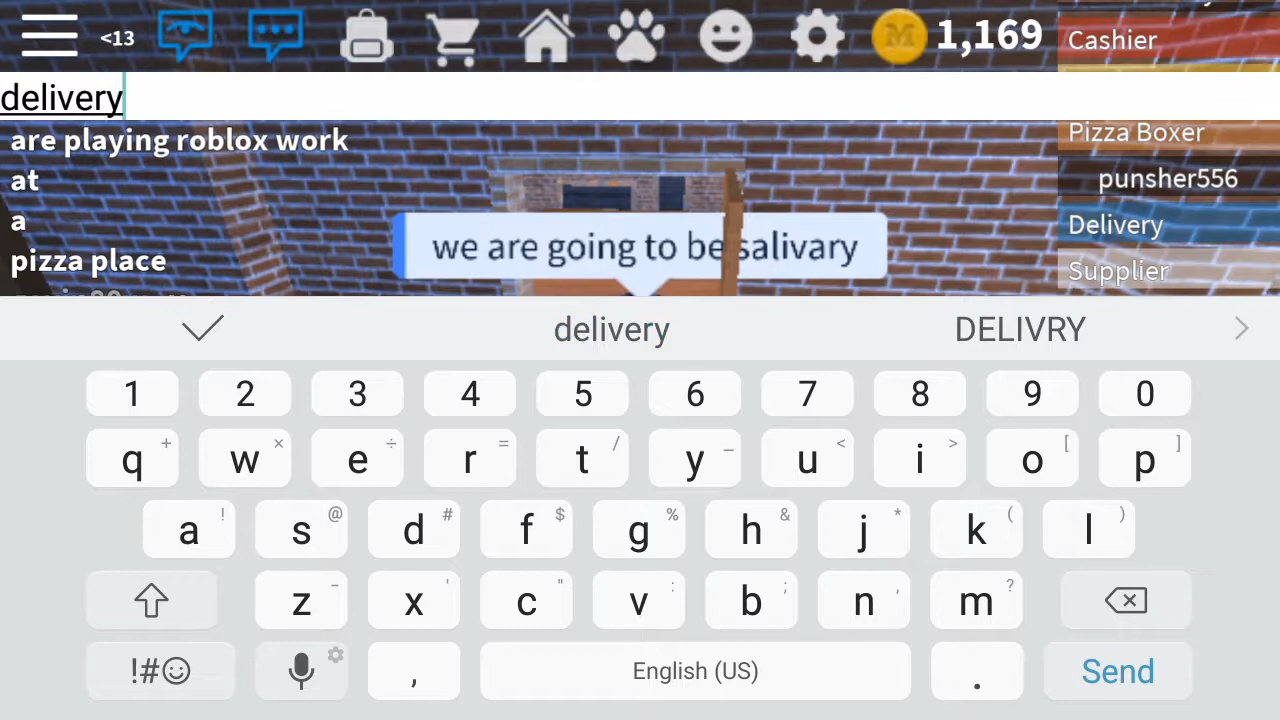 <13
1,169
Cashier
delivery
are playing roblox work
at
a
pizza place
Pizza Boxer
punsher556
Delivery
Supplier
we are going to be salivary
delivery
DELIVRY
1 2 3 4 5 6 7 8 9 0
q + w × e ÷ r = t / y – u < i > o [ p ]
a ! s @ d # f $ g % h & j * k ( l )
z - x ' c " v : b ; n , m ?
!#☺ , English (US) . Send